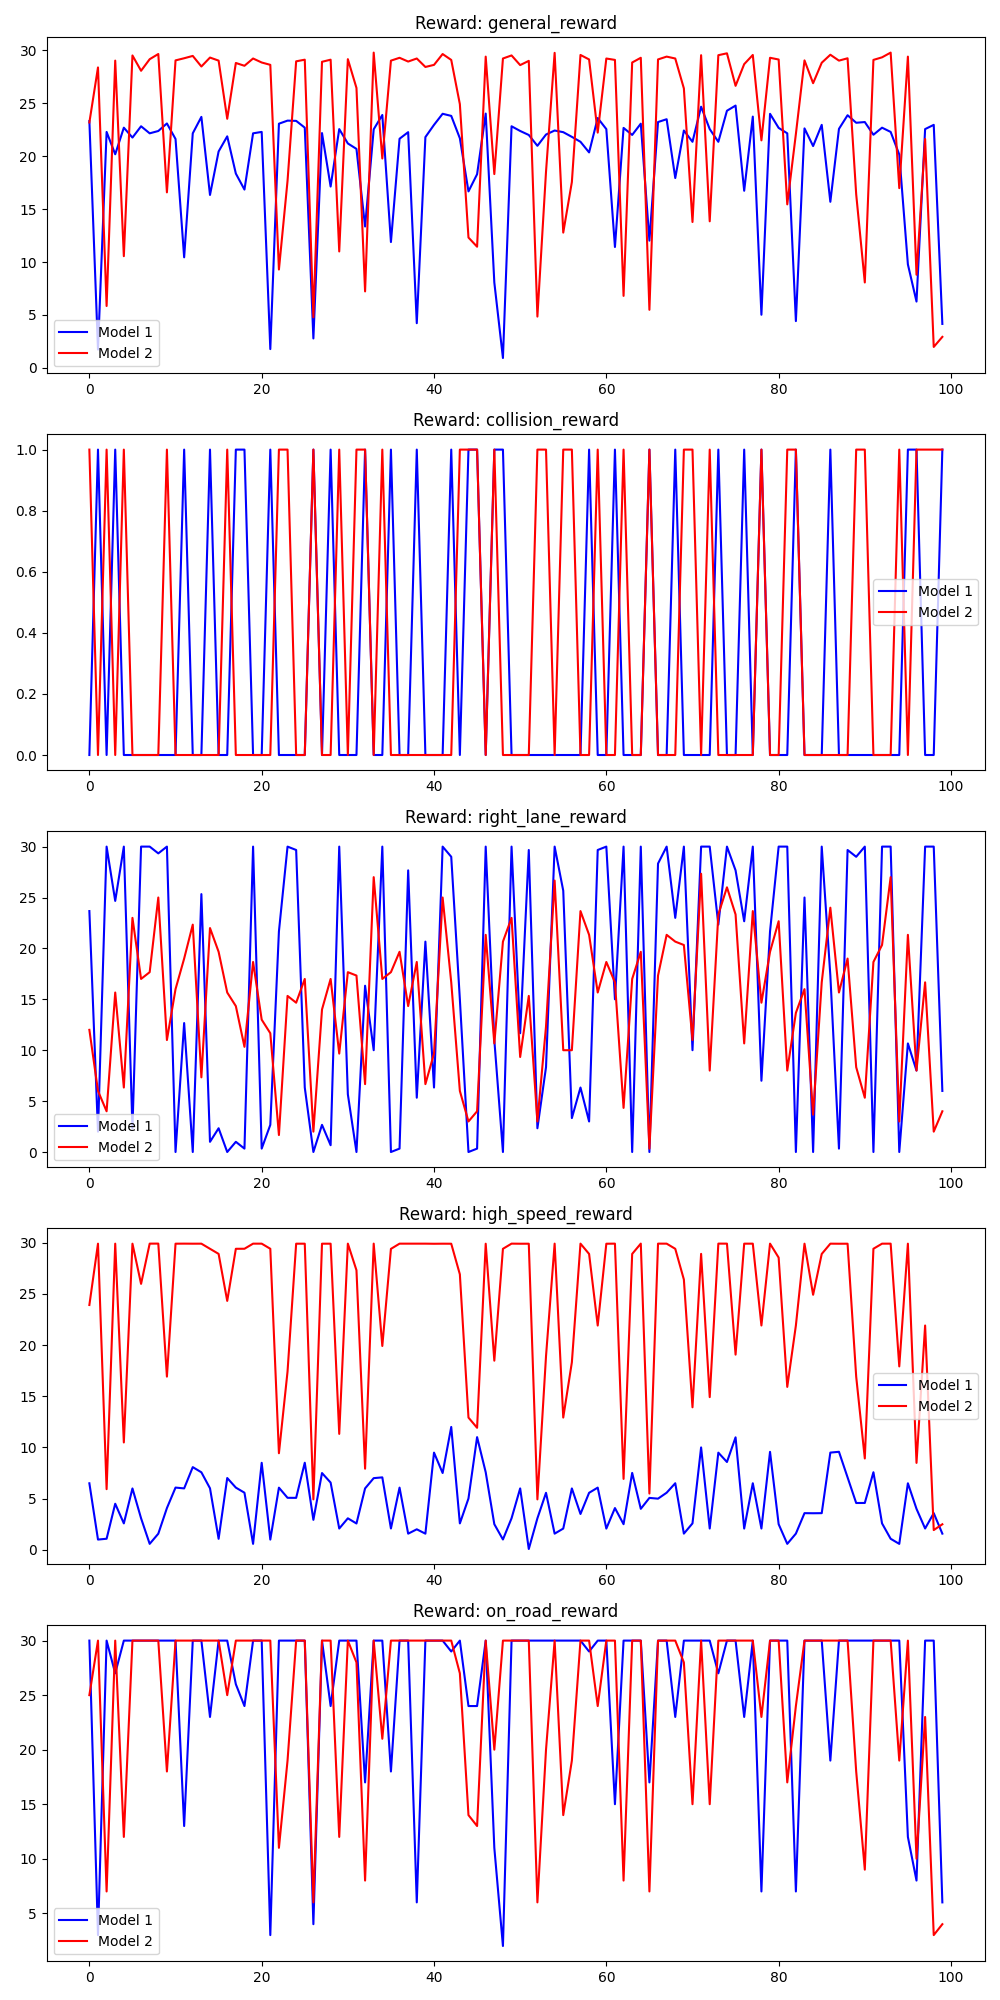 Reward: general_reward
30
25
20
15
10
5
0
Model 1
Model 2
0 20 40 60 80 100
Reward: collision_reward
1.0
0.8
0.6
0.4
0.2
0.0
Model 1
Model 2
0 20 40 60 80 100
Reward: right_lane_reward
30
25
20
15
10
5
0
Model 1
Model 2
0 20 40 60 80 100
Reward: high_speed_reward
30
25
20
15
10
5
0
Model 1
Model 2
0 20 40 60 80 100
Reward: on_road_reward
30
25
20
15
10
5
Model 1
Model 2
0 20 40 60 80 100